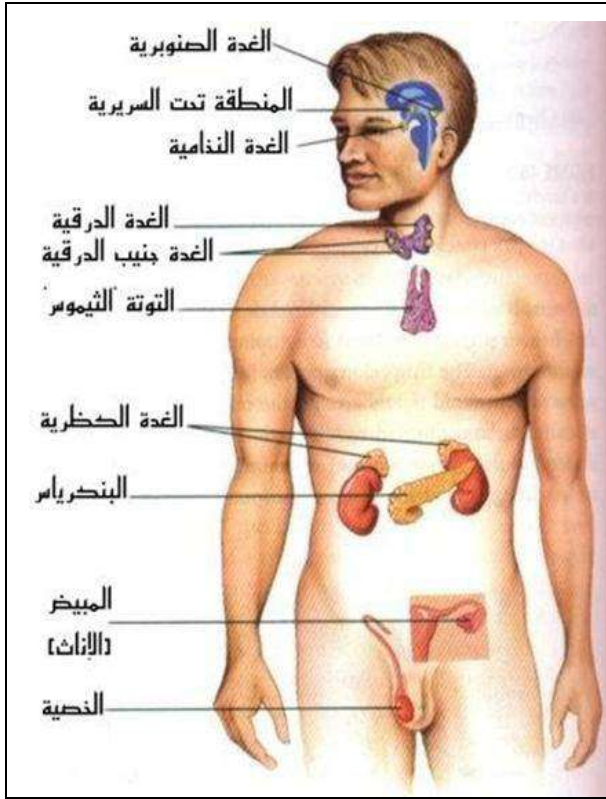 الغدة الصنوبرية
المنطقة تحت السريرية
الغدة النخامية
الغدة الدرقية
الغدة جنيب الدرقية
التوتة "الثيموس"
الغدة الكظرية
البنكرياس
المبيض
(الإناث)
الخصية